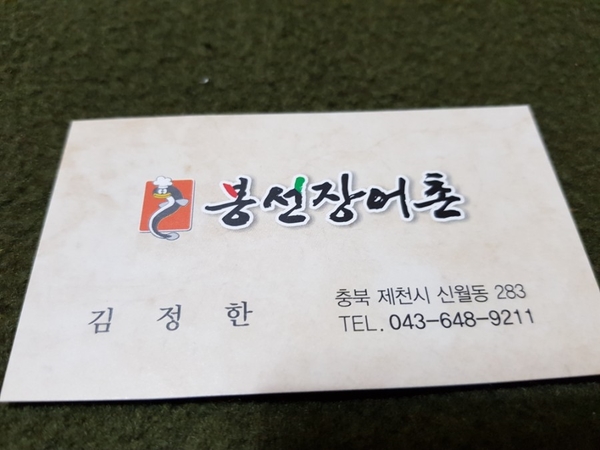 봉선장어촌
김 정 한
충북 제천시 신월동 283
TEL. 043-648-9211